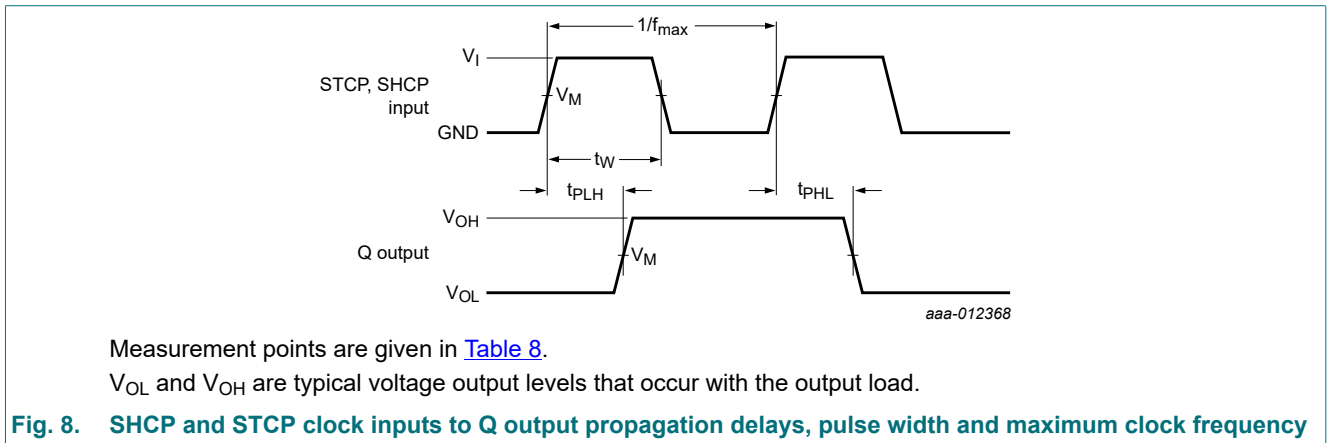 1/fmax
VI
STCP, SHCP
input
VM
GND
tW
tPLH
tPHL
VOH
Q output
VM
VOL
aaa-012368
Measurement points are given in Table 8.
VOL and VOH are typical voltage output levels that occur with the output load.
Fig. 8. SHCP and STCP clock inputs to Q output propagation delays, pulse width and maximum clock frequency